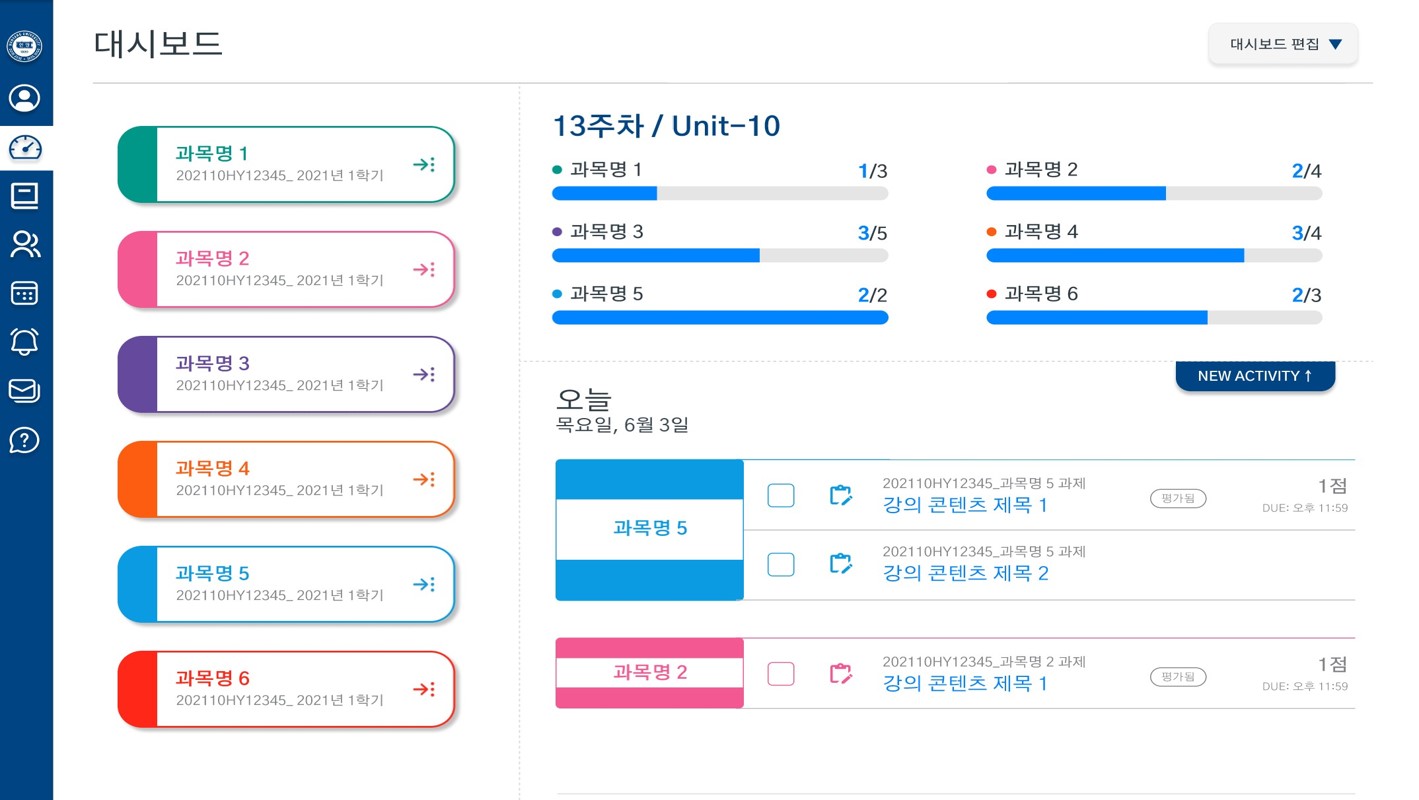 대시보드
대시보드 편집 ▼
과목명 1
202110HY12345_ 2021년 1학기
과목명 2
202110HY12345_ 2021년 1학기
과목명 3
202110HY12345_ 2021년 1학기
과목명 4
202110HY12345_ 2021년 1학기
과목명 5
202110HY12345_ 2021년 1학기
과목명 6
202110HY12345_ 2021년 1학기
13주차 / Unit-10
과목명 1 1/3
과목명 2 2/4
과목명 3 3/5
과목명 4 3/4
과목명 5 2/2
과목명 6 2/3
NEW ACTIVITY ↑
오늘
목요일, 6월 3일
과목명 5
202110HY12345_과목명 5 과제
강의 콘텐츠 제목 1
평가됨
1점
DUE: 오후 11:59
202110HY12345_과목명 5 과제
강의 콘텐츠 제목 2
과목명 2
202110HY12345_과목명 2 과제
강의 콘텐츠 제목 1
평가됨
1점
DUE: 오후 11:59